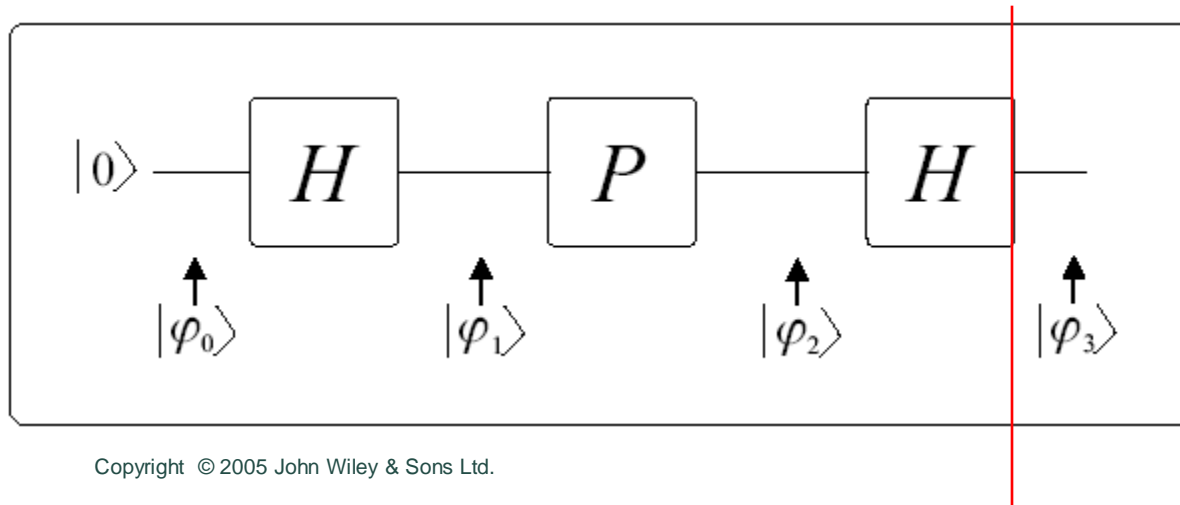 |0⟩ H P H
|φ₀⟩ |φ₁⟩ |φ₂⟩ |φ₃⟩
Copyright © 2005 John Wiley & Sons Ltd.